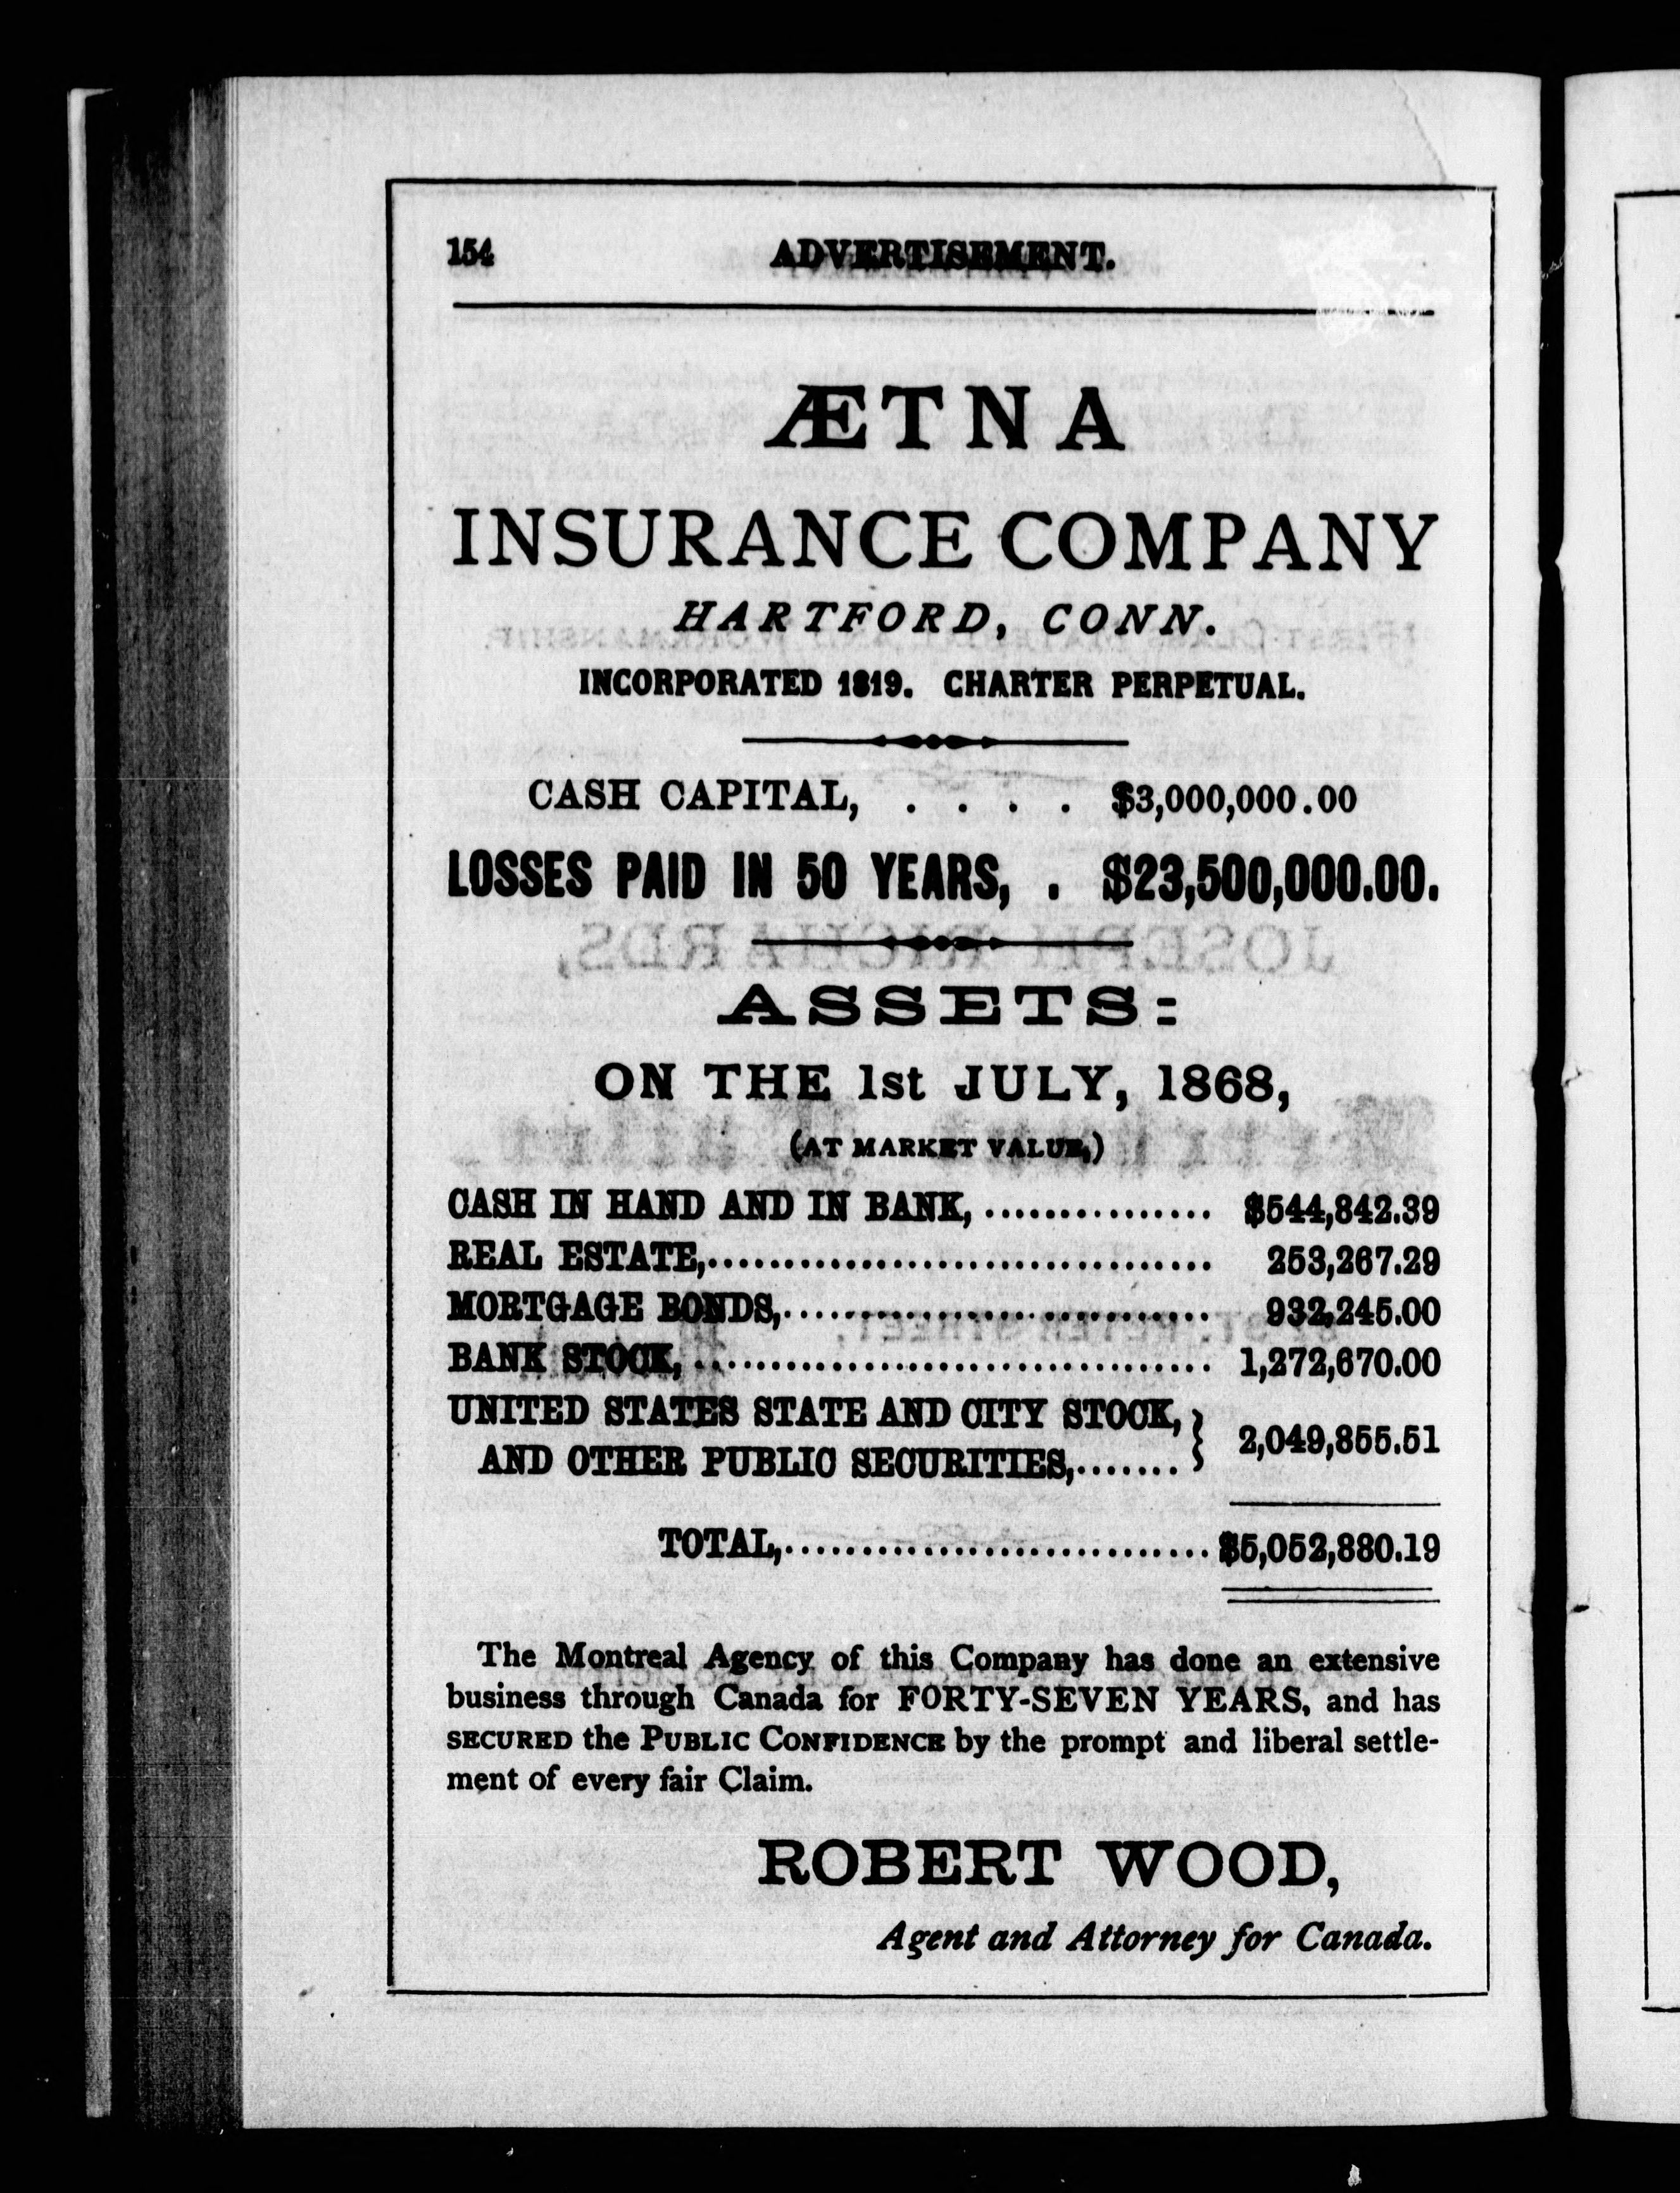 154 ADVERTISEMENT.
ÆTNA
INSURANCE COMPANY
HARTFORD, CONN.
INCORPORATED 1819. CHARTER PERPETUAL.
CASH CAPITAL, . . . . $3,000,000.00
LOSSES PAID IN 50 YEARS, . $23,500,000.00.
ASSETS:
ON THE 1st JULY, 1868,
(AT MARKET VALUE,)
CASH IN HAND AND IN BANK, ............... $544,842.39
REAL ESTATE,................................. 253,267.29
MORTGAGE BONDS,............................ 932,245.00
BANK STOCK, .................................. 1,272,670.00
UNITED STATES STATE AND CITY STOCK,
AND OTHER PUBLIC SECURITIES,....... } 2,049,855.51
TOTAL,............................ $5,052,880.19
The Montreal Agency of this Company has done an extensive
business through Canada for FORTY-SEVEN YEARS, and has
SECURED the PUBLIC CONFIDENCE by the prompt and liberal settle-
ment of every fair Claim.
ROBERT WOOD,
Agent and Attorney for Canada.